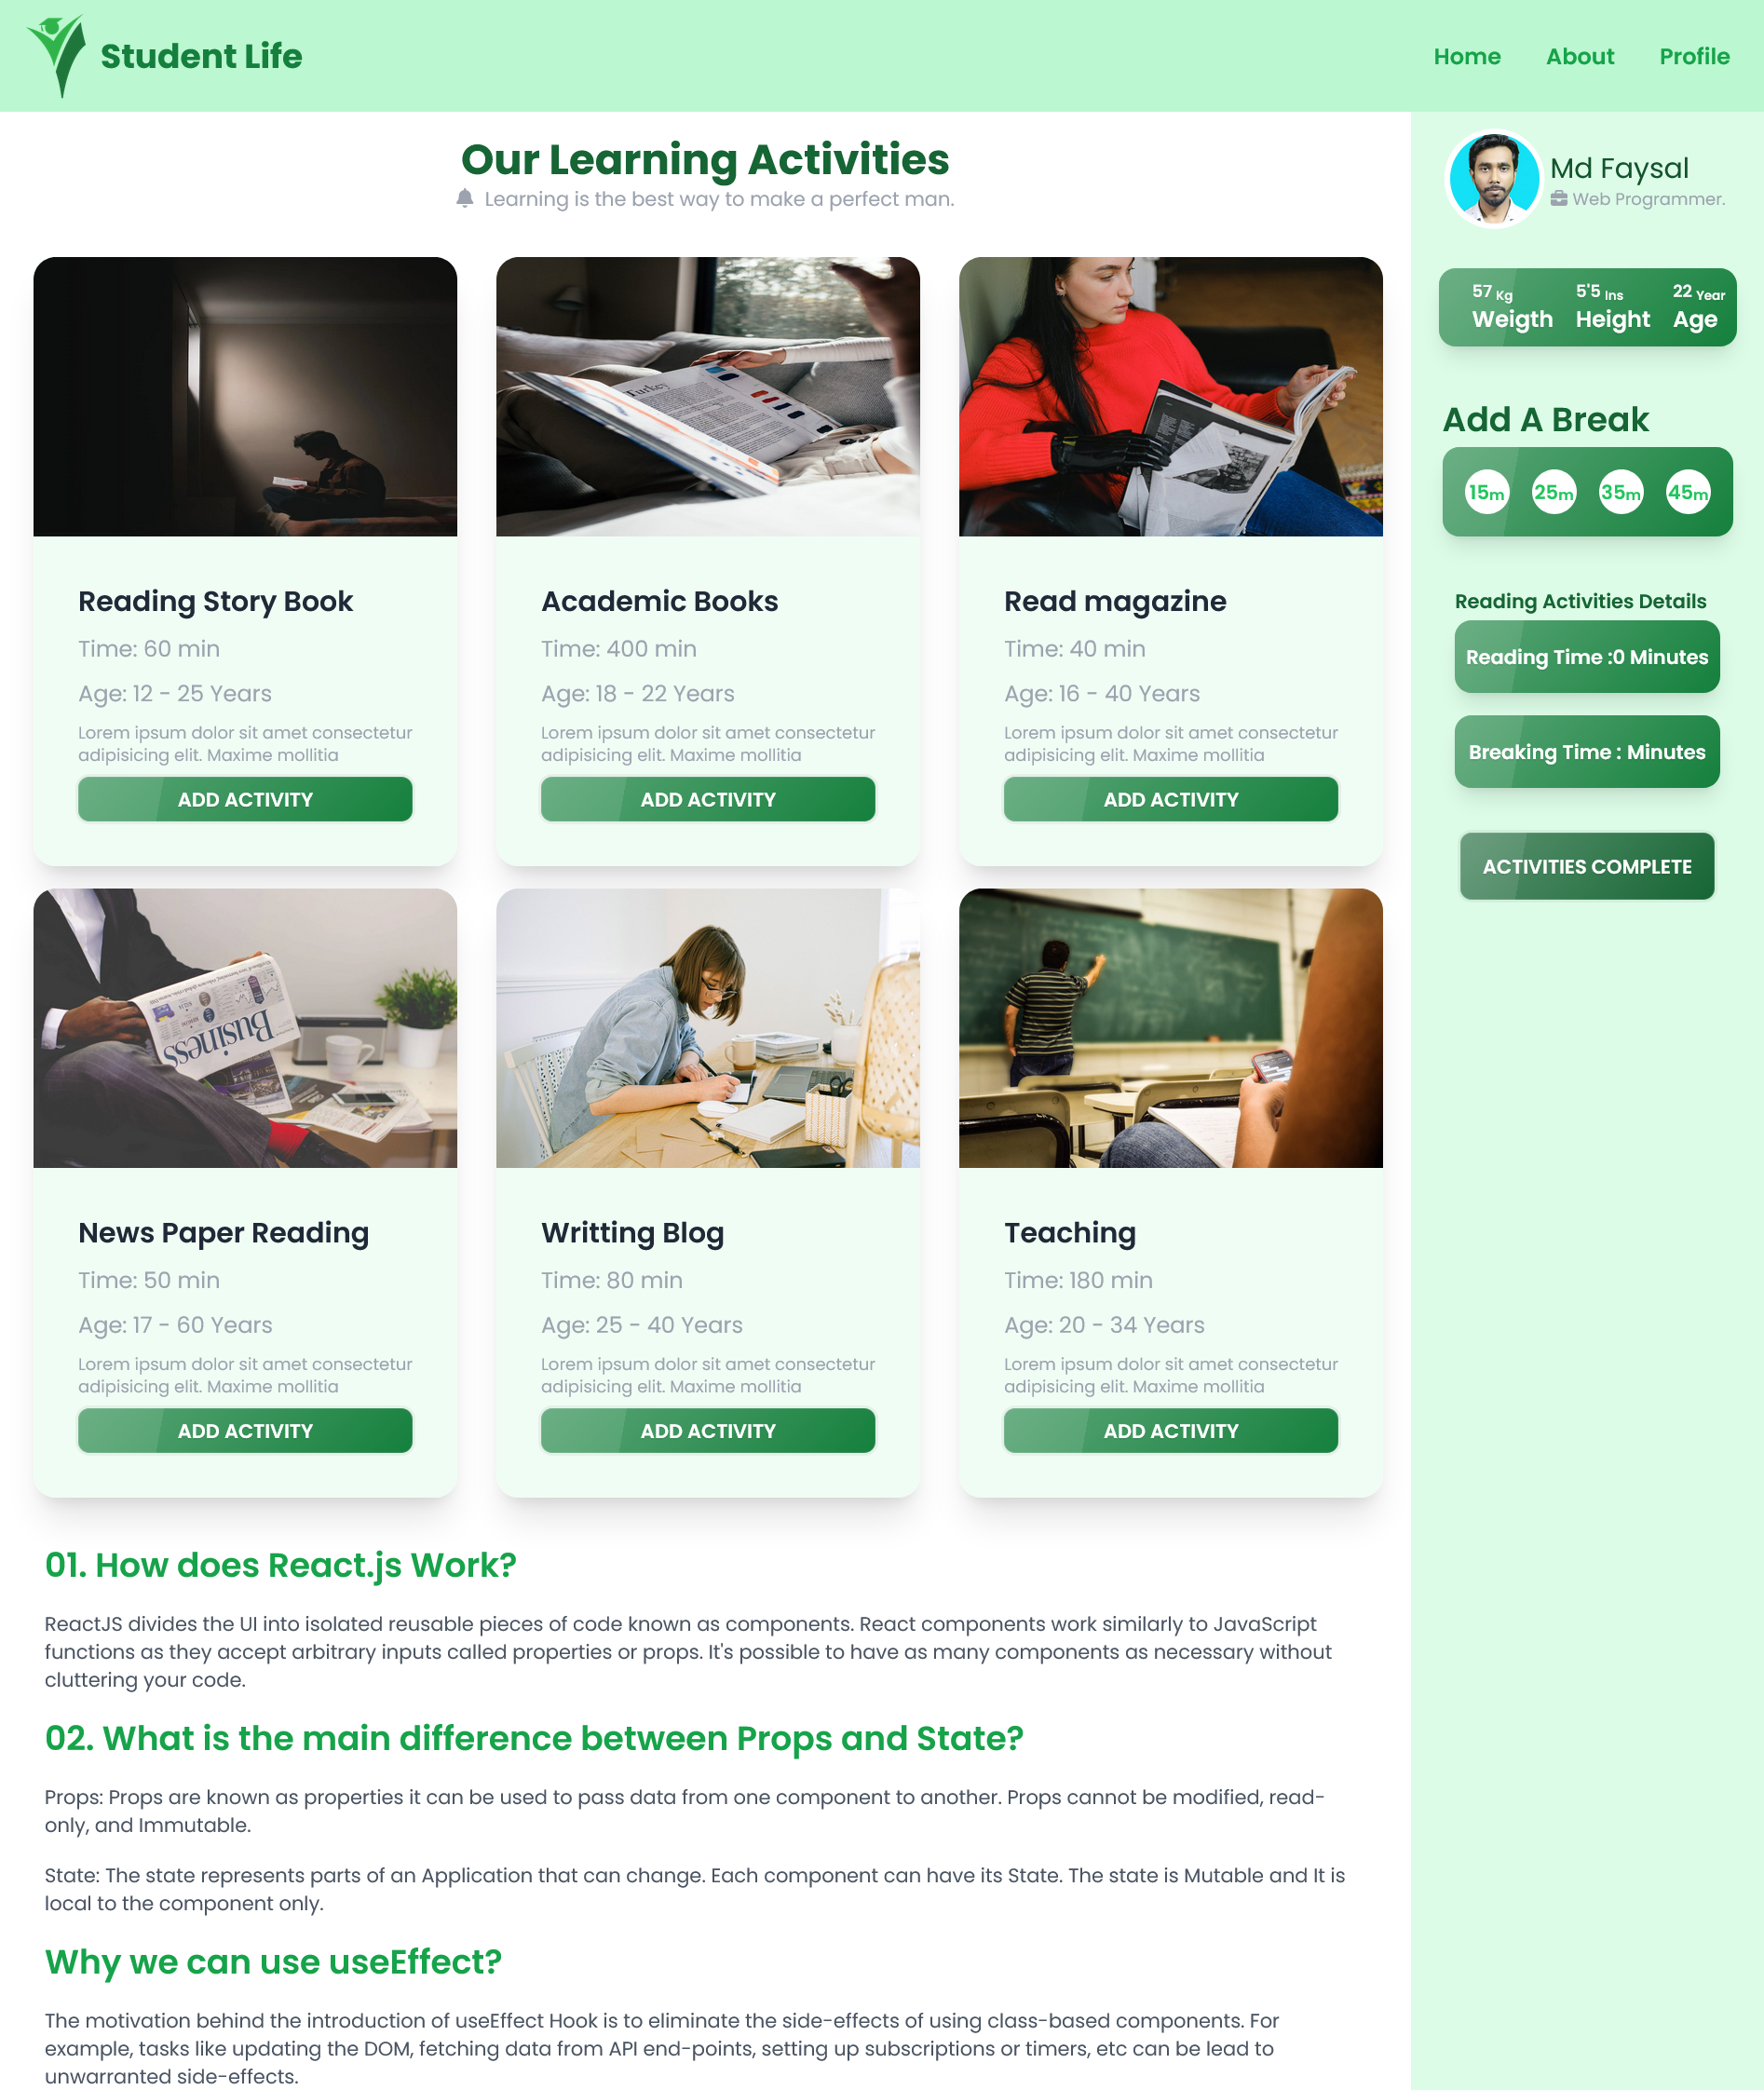 Student Life
Home
About
Profile
Our Learning Activities
Learning is the best way to make a perfect man.
Md Faysal
Web Programmer.
57 Kg
Weigth
5'5 Ins
Height
22 Year
Age
Add A Break
15m
25m
35m
45m
Reading Activities Details
Reading Time :0 Minutes
Breaking Time : Minutes
ACTIVITIES COMPLETE
Turkey
Reading Story Book
Time: 60 min
Age: 12 - 25 Years
Lorem ipsum dolor sit amet consectetur
adipisicing elit. Maxime mollitia
ADD ACTIVITY
Academic Books
Time: 400 min
Age: 18 - 22 Years
Lorem ipsum dolor sit amet consectetur
adipisicing elit. Maxime mollitia
ADD ACTIVITY
Read magazine
Time: 40 min
Age: 16 - 40 Years
Lorem ipsum dolor sit amet consectetur
adipisicing elit. Maxime mollitia
ADD ACTIVITY
Business
News Paper Reading
Time: 50 min
Age: 17 - 60 Years
Lorem ipsum dolor sit amet consectetur
adipisicing elit. Maxime mollitia
ADD ACTIVITY
Writting Blog
Time: 80 min
Age: 25 - 40 Years
Lorem ipsum dolor sit amet consectetur
adipisicing elit. Maxime mollitia
ADD ACTIVITY
Teaching
Time: 180 min
Age: 20 - 34 Years
Lorem ipsum dolor sit amet consectetur
adipisicing elit. Maxime mollitia
ADD ACTIVITY
01. How does React.js Work?
ReactJS divides the UI into isolated reusable pieces of code known as components. React components work similarly to JavaScript
functions as they accept arbitrary inputs called properties or props. It's possible to have as many components as necessary without
cluttering your code.
02. What is the main difference between Props and State?
Props: Props are known as properties it can be used to pass data from one component to another. Props cannot be modified, read-
only, and Immutable.
State: The state represents parts of an Application that can change. Each component can have its State. The state is Mutable and It is
local to the component only.
Why we can use useEffect?
The motivation behind the introduction of useEffect Hook is to eliminate the side-effects of using class-based components. For
example, tasks like updating the DOM, fetching data from API end-points, setting up subscriptions or timers, etc can be lead to
unwarranted side-effects.